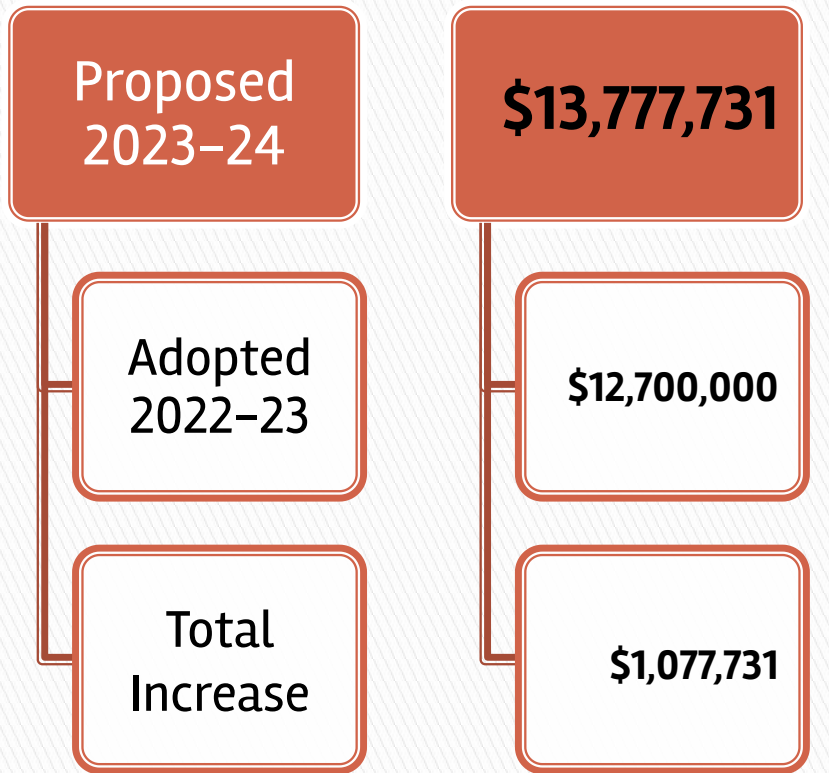 Proposed
2023–24
$13,777,731
Adopted
2022–23
$12,700,000
Total
Increase
$1,077,731